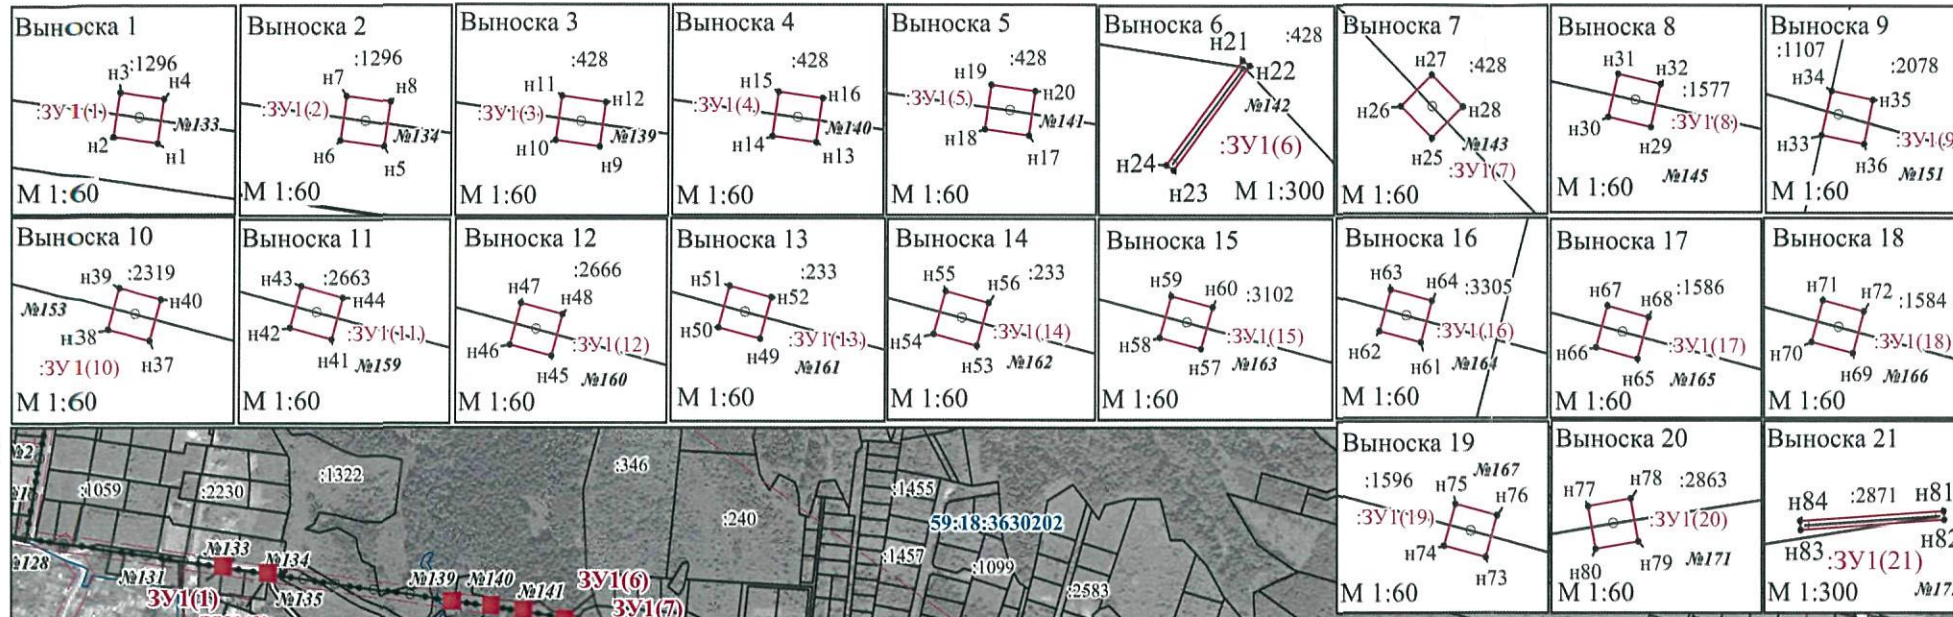 Выноска 1
:1296
н3
н4
:ЗУ1(1)
№133
н2
н1
М 1:60
Выноска 2
:1296
н7
н8
:ЗУ1(2)
№134
н6
н5
М 1:60
Выноска 3
:428
н11
н12
:ЗУ1(3)
№139
н10
н9
М 1:60
Выноска 4
:428
н15
н16
:ЗУ1(4)
№140
н14
н13
М 1:60
Выноска 5
:428
н19
н20
:ЗУ1(5)
№141
н18
н17
М 1:60
Выноска 6
н21
:428
н22
№142
:ЗУ1(6)
н24
н23
М 1:300
Выноска 7
н27
:428
н26
н28
№143
н25
:ЗУ1(7)
М 1:60
Выноска 8
н31
н32
:1577
н30
:ЗУ1(8)
н29
№145
М 1:60
Выноска 9
:1107
:2078
н34
н35
н33
:ЗУ1(9
н36
№151
М 1:60
Выноска 10
н39
:2319
н40
№153
н38
н37
:ЗУ1(10)
М 1:60
Выноска 11
н43
:2663
н44
н42
:ЗУ1(11)
н41
№159
М 1:60
Выноска 12
:2666
н47
н48
н46
:ЗУ1(12)
н45
№160
М 1:60
Выноска 13
н51
:233
н52
н50
:ЗУ1(13)
н49
№161
М 1:60
Выноска 14
н55
:233
н56
н54
:ЗУ1(14)
н53
№162
М 1:60
Выноска 15
н59
н60
:3102
н58
:ЗУ1(15)
н57
№163
М 1:60
Выноска 16
н63
н64
:3305
:ЗУ1(16)
н62
н61
№164
М 1:60
Выноска 17
н67
н68
:1586
н66
:ЗУ1(17)
н65
№165
М 1:60
Выноска 18
н71
н72
:1584
н70
:ЗУ1(18)
н69
№166
М 1:60
Выноска 19
:1596
№167
н75
н76
:ЗУ1(19)
н74
н73
М 1:60
Выноска 20
н77
н78
:2863
:ЗУ1(20)
н80
н79
№171
М 1:60
Выноска 21
н84
:2871
н81
н83
н82
:ЗУ1(21)
М 1:300
:1059
:2230
:1322
:346
:240
:1455
59:18:3630202
:1457
:1099
:2583
№128
№131
№133
№134
№135
№139
№140
№141
ЗУ1(1)
ЗУ1(6)
ЗУ1(7)